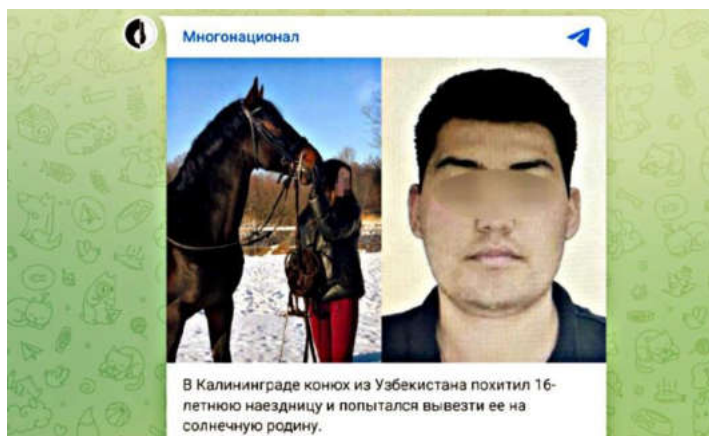 Многонационал
В Калининграде конюх из Узбекистана похитил 16-
летнюю наездницу и попытался вывезти ее на
солнечную родину.